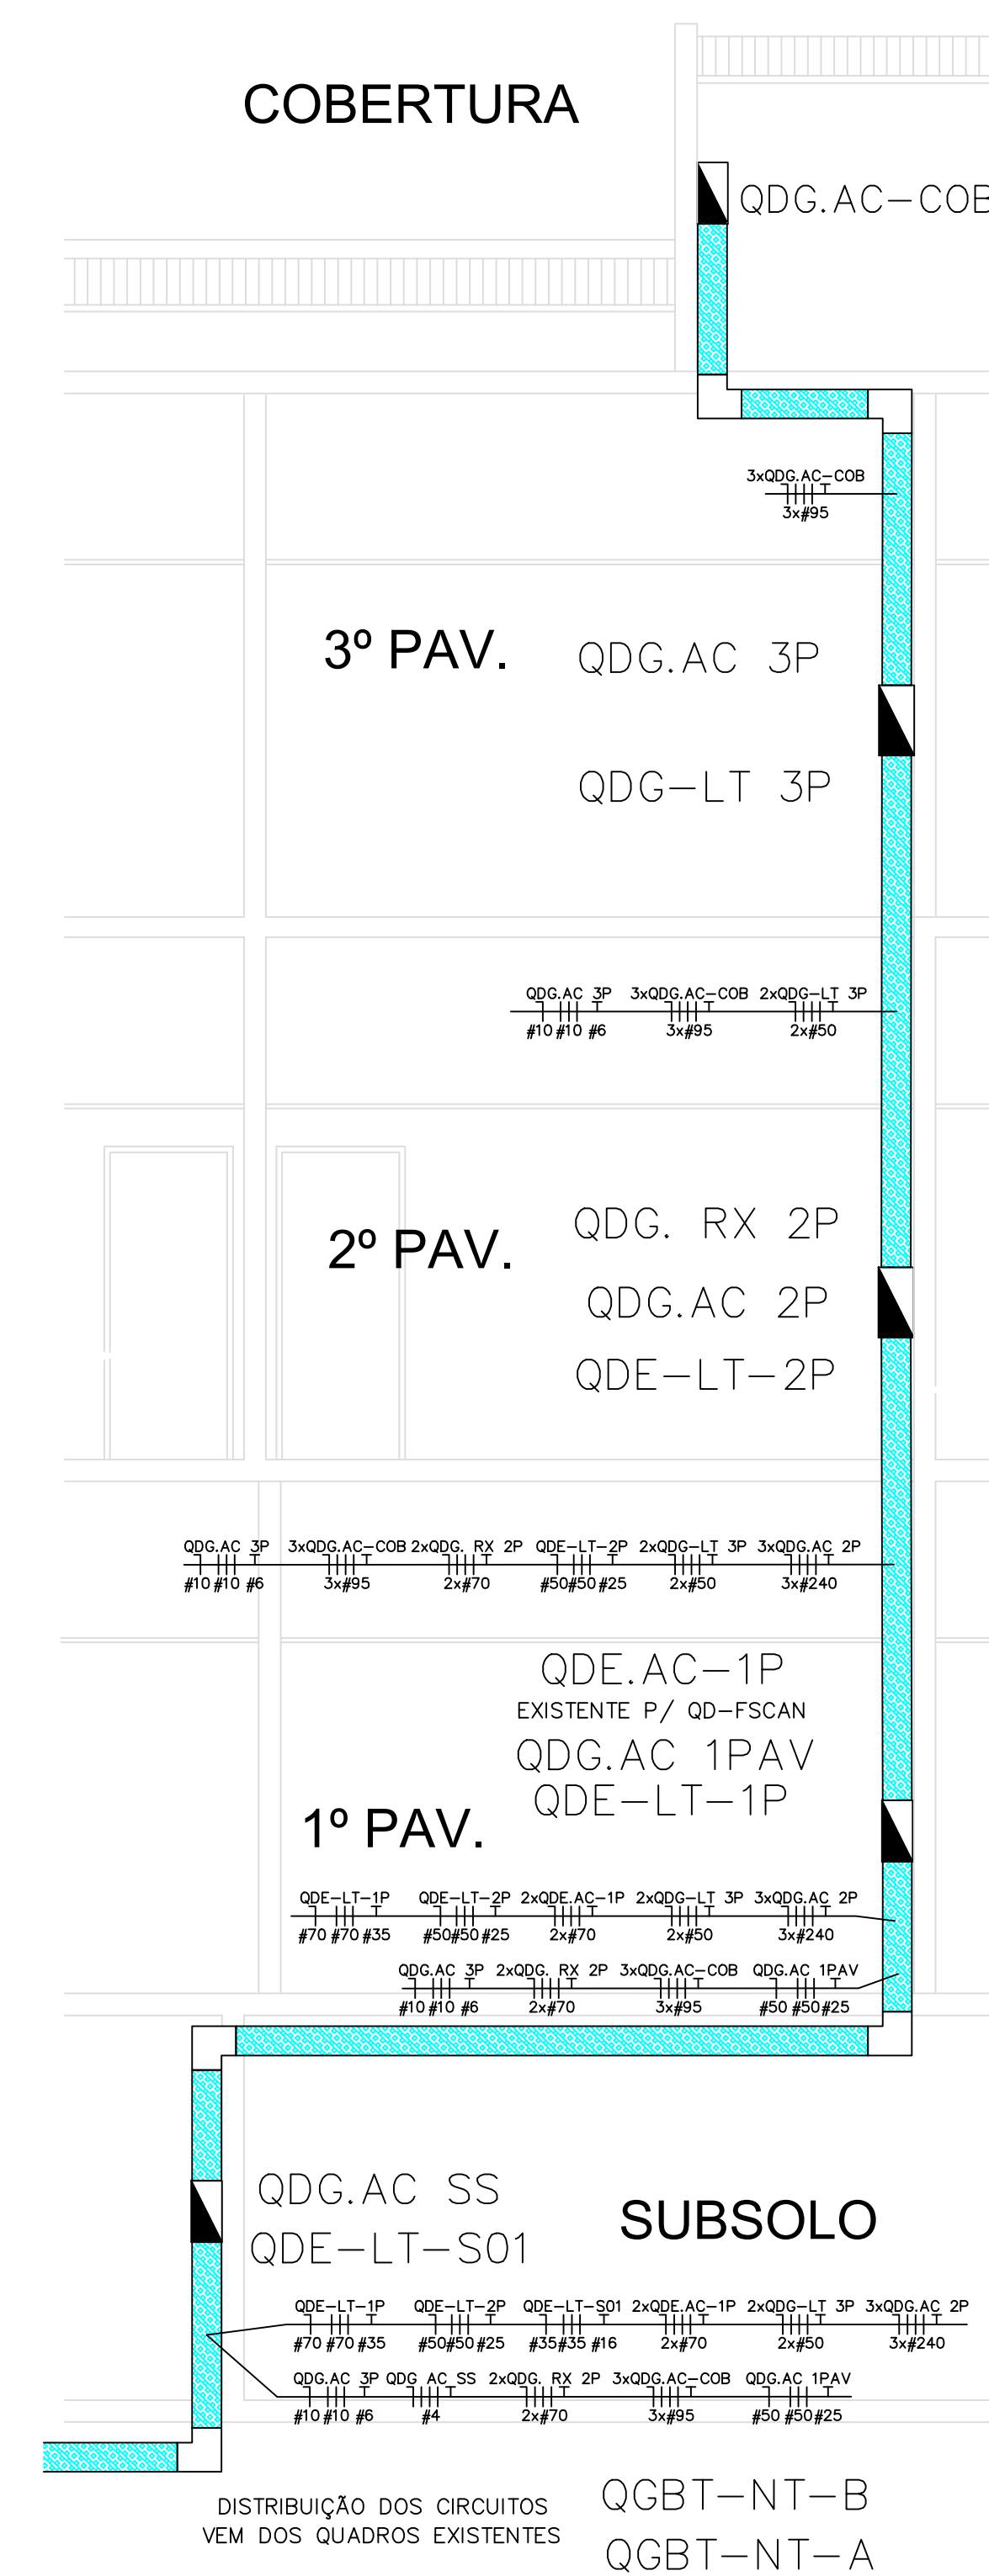 COBERTURA
QDG.AC-COB
3xQDG.AC-COB
3x#95
3º PAV.
QDG.AC 3P
QDG-LT 3P
QDG.AC 3P 3xQDG.AC-COB 2xQDG-LT 3P
#10 #10 #6 3x#95 2x#50
2º PAV.
QDG. RX 2P
QDG.AC 2P
QDE-LT-2P
QDG.AC 3P 3xQDG.AC-COB 2xQDG. RX 2P QDE-LT-2P 2xQDG-LT 3P 3xQDG.AC 2P
#10 #10 #6 3x#95 2x#70 #50#50 #25 2x#50 3x#240
QDE.AC-1P
EXISTENTE P/ QD-FSCAN
QDG.AC 1PAV
QDE-LT-1P
1º PAV.
QDE-LT-1P QDE-LT-2P 2xQDE.AC-1P 2xQDG-LT 3P 3xQDG.AC 2P
#70 #70 #35 #50#50 #25 2x#70 2x#50 3x#240
QDG.AC 3P 2xQDG. RX 2P 3xQDG.AC-COB QDG.AC 1PAV
#10 #10 #6 2x#70 3x#95 #50 #50#25
QDG.AC SS
QDE-LT-S01
SUBSOLO
QDE-LT-1P QDE-LT-2P QDE-LT-S01 2xQDE.AC-1P 2xQDG-LT 3P 3xQDG.AC 2P
#70 #70 #35 #50#50 #25 #35#35 #16 2x#70 2x#50 3x#240
QDG.AC 3P QDG AC SS 2xQDG. RX 2P 3xQDG.AC-COB QDG.AC 1PAV
#10 #10 #6 #4 2x#70 3x#95 #50 #50#25
DISTRIBUIÇÃO DOS CIRCUITOS
VEM DOS QUADROS EXISTENTES
QGBT-NT-B
QGBT-NT-A